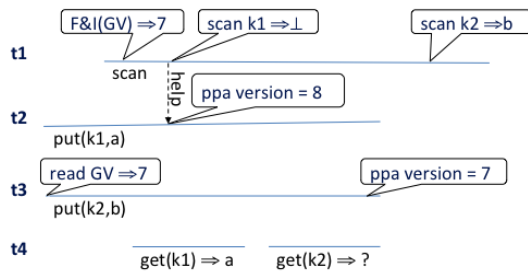 F&I(GV) ⇒7
scan k1⇒⊥
scan k2⇒b
t1
scan
help
ppa version = 8
t2
put(k1,a)
read GV ⇒7
ppa version = 7
t3
put(k2,b)
t4
get(k1) ⇒ a
get(k2) ⇒ ?